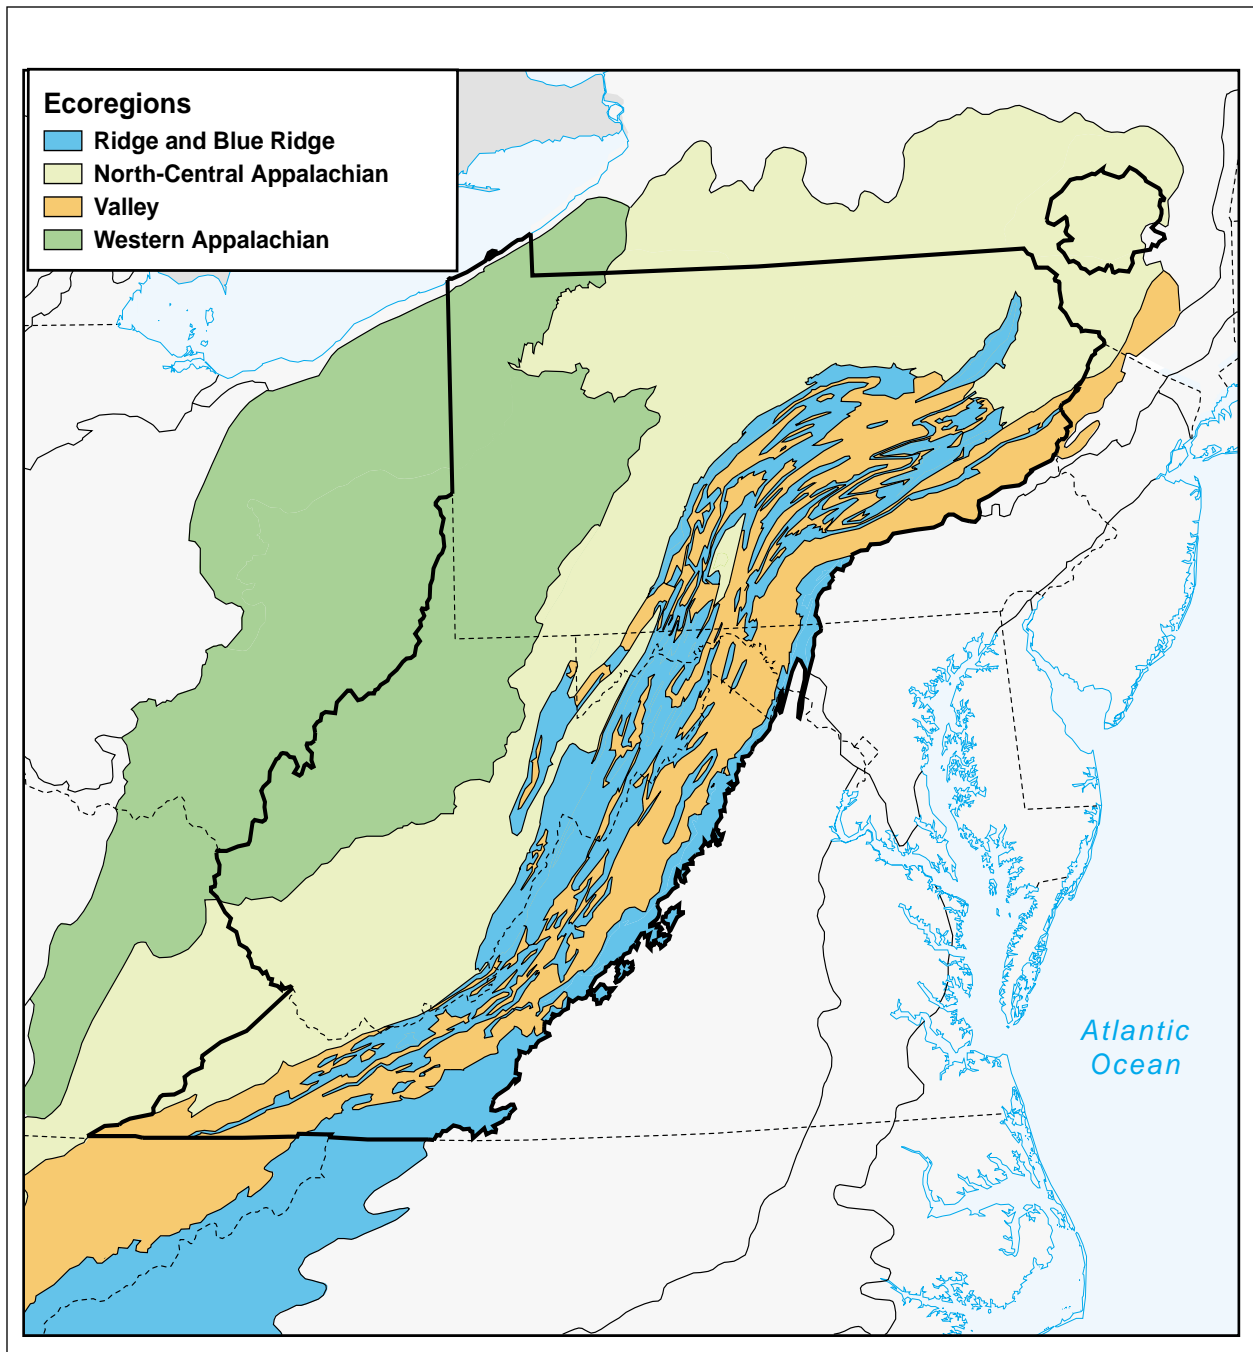 Ecoregions
Ridge and Blue Ridge
North-Central Appalachian
Valley
Western Appalachian
Atlantic
Ocean